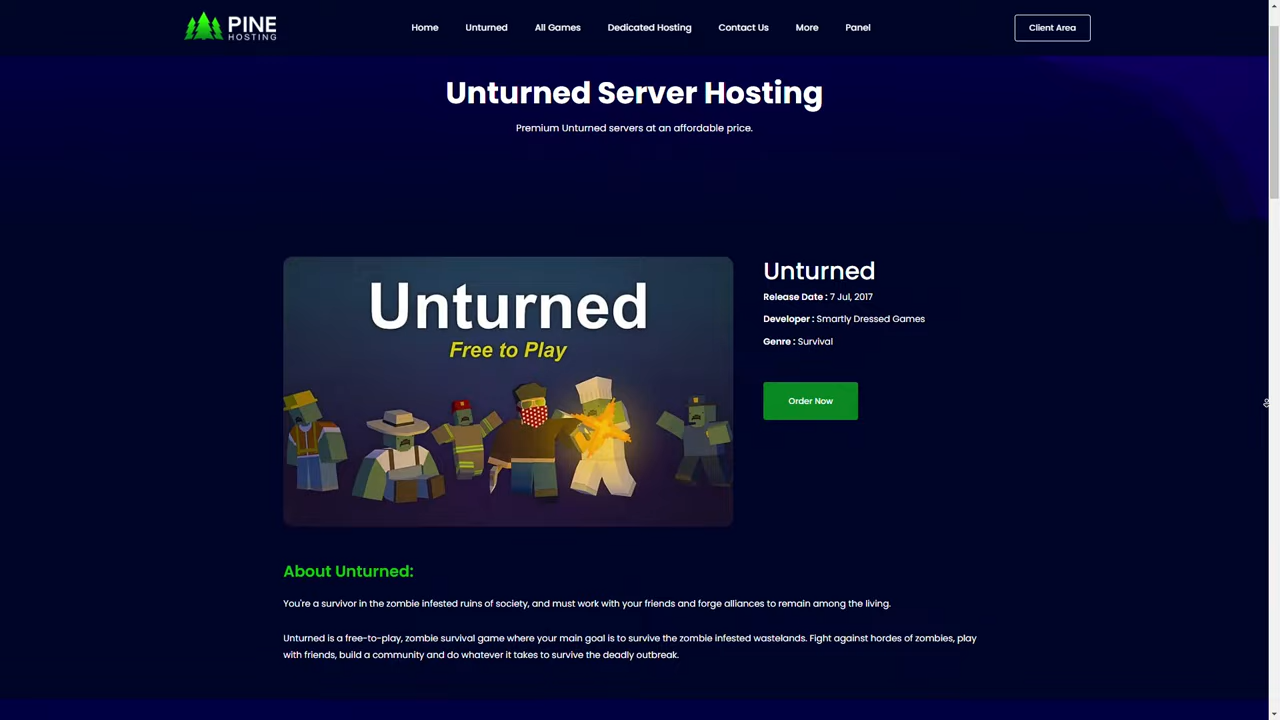 PINE
HOSTING
Home
Unturned
All Games
Dedicated Hosting
Contact Us
More
Panel
Client Area
Unturned Server Hosting
Premium Unturned servers at an affordable price.
Unturned
Free to Play
Unturned
Release Date : 7 Jul, 2017
Developer : Smartly Dressed Games
Genre : Survival
Order Now
About Unturned:
You're a survivor in the zombie infested ruins of society, and must work with your friends and forge alliances to remain among the living.
Unturned is a free-to-play, zombie survival game where your main goal is to survive the zombie infested wastelands. Fight against hordes of zombies, play
with friends, build a community and do whatever it takes to survive the deadly outbreak.